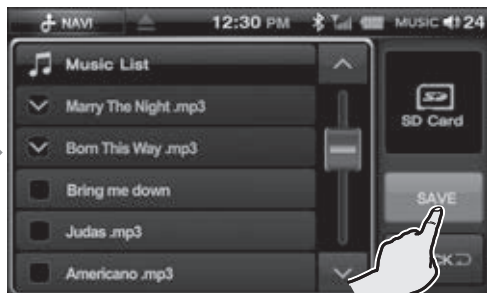 NAVI 12:30 PM MUSIC 24
Music List
Marry The Night .mp3
SD Card
Born This Way .mp3
Bring me down
SAVE
Judas .mp3
Americano .mp3